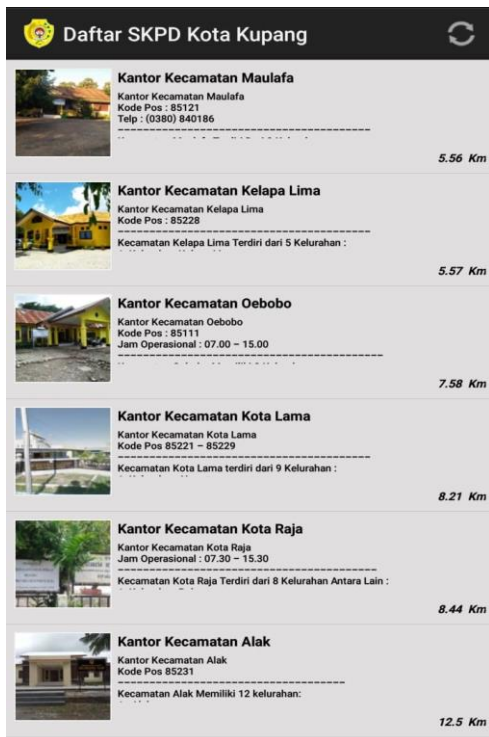 Daftar SKPD Kota Kupang
Kantor Kecamatan Maulafa
Kantor Kecamatan Maulafa
Kode Pos : 85121
Telp : (0380) 840186
5.56 Km
Kantor Kecamatan Kelapa Lima
Kantor Kecamatan Kelapa Lima
Kode Pos : 85228
Kecamatan Kelapa Lima Terdiri dari 5 Kelurahan :
5.57 Km
Kantor Kecamatan Oebobo
Kantor Kecamatan Oebobo
Kode Pos : 85111
Jam Operasional : 07.00 – 15.00
7.58 Km
Kantor Kecamatan Kota Lama
Kantor Kecamatan Kota Lama
Kode Pos 85221 – 85229
Kecamatan Kota Lama terdiri dari 9 Kelurahan :
8.21 Km
Kantor Kecamatan Kota Raja
Kantor Kecamatan Kota Raja
Jam Operasional : 07.30 – 15.30
Kecamatan Kota Raja Terdiri dari 8 Kelurahan Antara Lain :
8.44 Km
Kantor Kecamatan Alak
Kantor Kecamatan Alak
Kode Pos 85231
Kecamatan Alak Memiliki 12 kelurahan:
12.5 Km